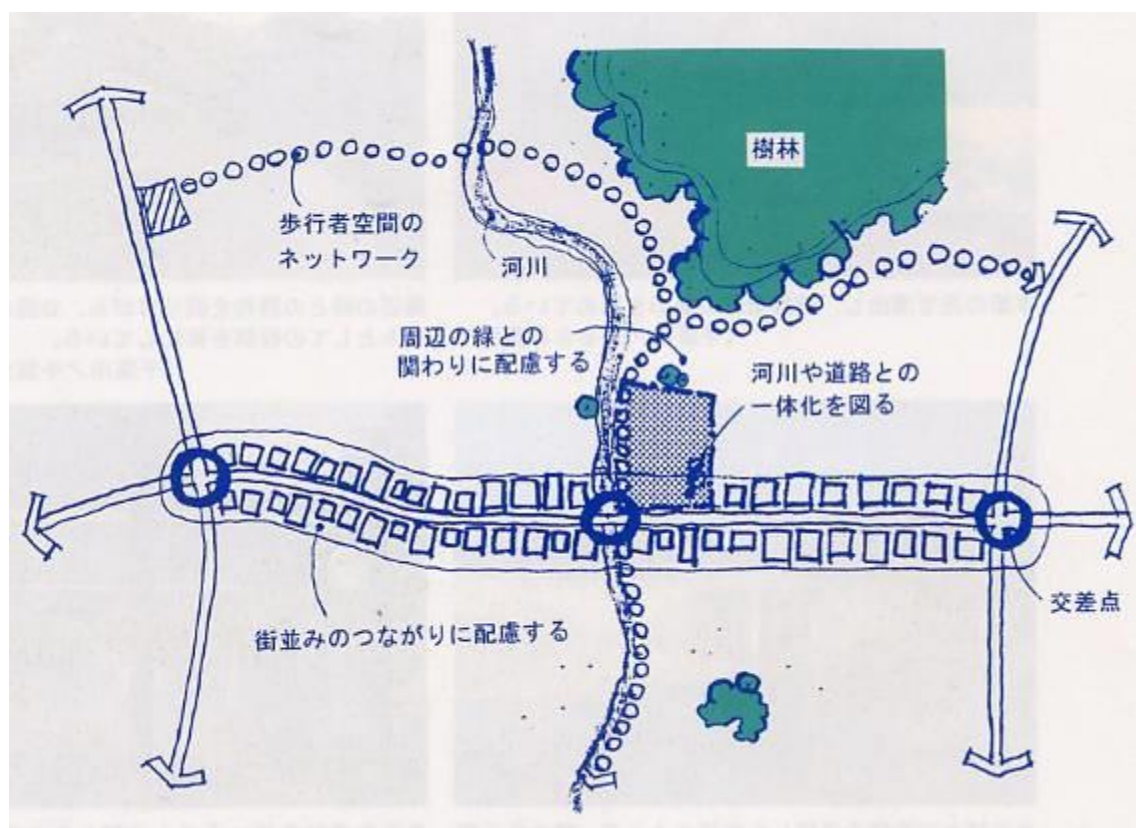 樹林
歩行者空間の
ネットワーク
河川
周辺の緑との
関わりに配慮する
河川や道路との
一体化を図る
交差点
街並みのつながりに配慮する